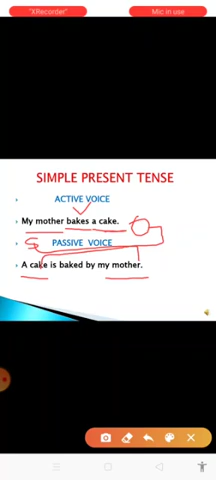 "XRecorder"
Mic in use
SIMPLE PRESENT TENSE
ACTIVE VOICE
My mother bakes a cake.
PASSIVE VOICE
A cake is baked by my mother.